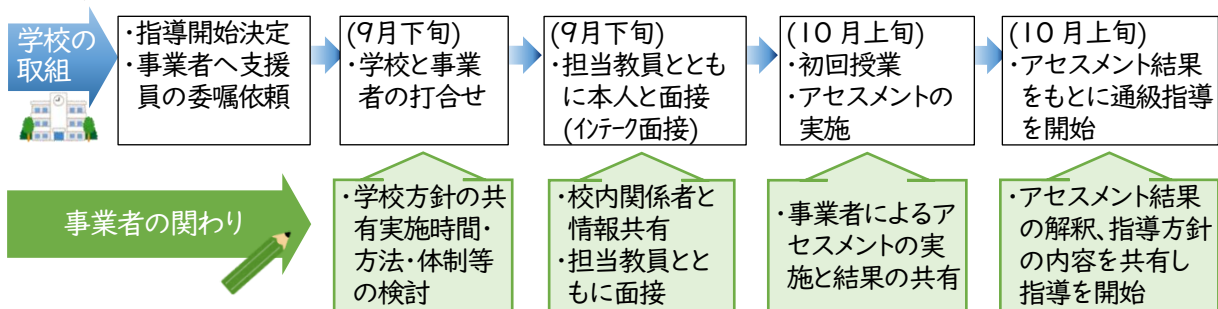 学校の
取組
・指導開始決定
・事業者へ支援
員の委嘱依頼
(9月下旬)
・学校と事業
者の打合せ
(9月下旬)
・担当教員ととも
に本人と面接
(インテーク面接)
(10月上旬)
・初回授業
・アセスメントの
実施
(10月上旬)
・アセスメント結果
をもとに通級指導
を開始
事業者の関わり
・学校方針の共
有実施時間・
方法・体制等
の検討
・校内関係者と
情報共有
・担当教員とと
もに面接
・事業者によるア
セスメントの実
施と結果の共有
・アセスメント結果
の解釈、指導方針
の内容を共有し
指導を開始